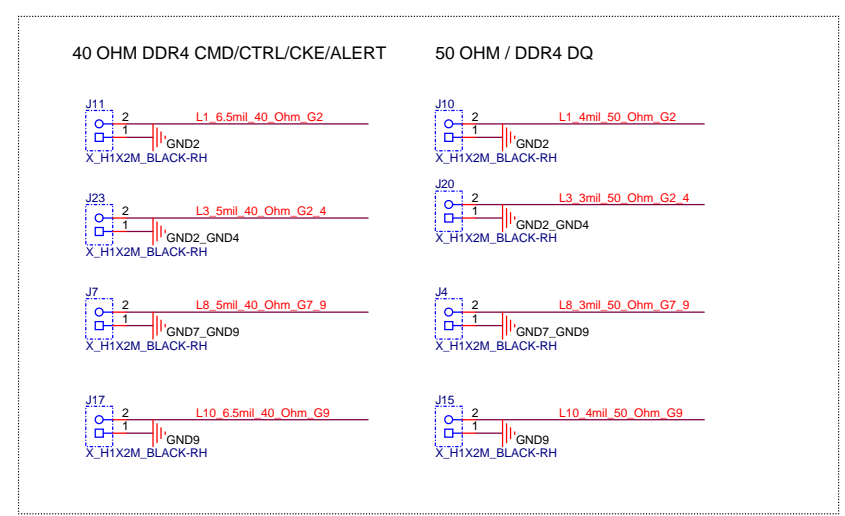 40 OHM DDR4 CMD/CTRL/CKE/ALERT
J11
2 L1_6.5mil_40_Ohm_G2
1
GND2
X_H1X2M_BLACK-RH
J23
2 L3_5mil_40_Ohm_G2_4
1
GND2_GND4
X_H1X2M_BLACK-RH
J7
2 L8_5mil_40_Ohm_G7_9
1
GND7_GND9
X_H1X2M_BLACK-RH
J17
2 L10_6.5mil_40_Ohm_G9
1
GND9
X_H1X2M_BLACK-RH
50 OHM / DDR4 DQ
J10
2 L1_4mil_50_Ohm_G2
1
GND2
X_H1X2M_BLACK-RH
J20
2 L3_3mil_50_Ohm_G2_4
1
GND2_GND4
X_H1X2M_BLACK-RH
J4
2 L8_3mil_50_Ohm_G7_9
1
GND7_GND9
X_H1X2M_BLACK-RH
J15
2 L10_4mil_50_Ohm_G9
1
GND9
X_H1X2M_BLACK-RH